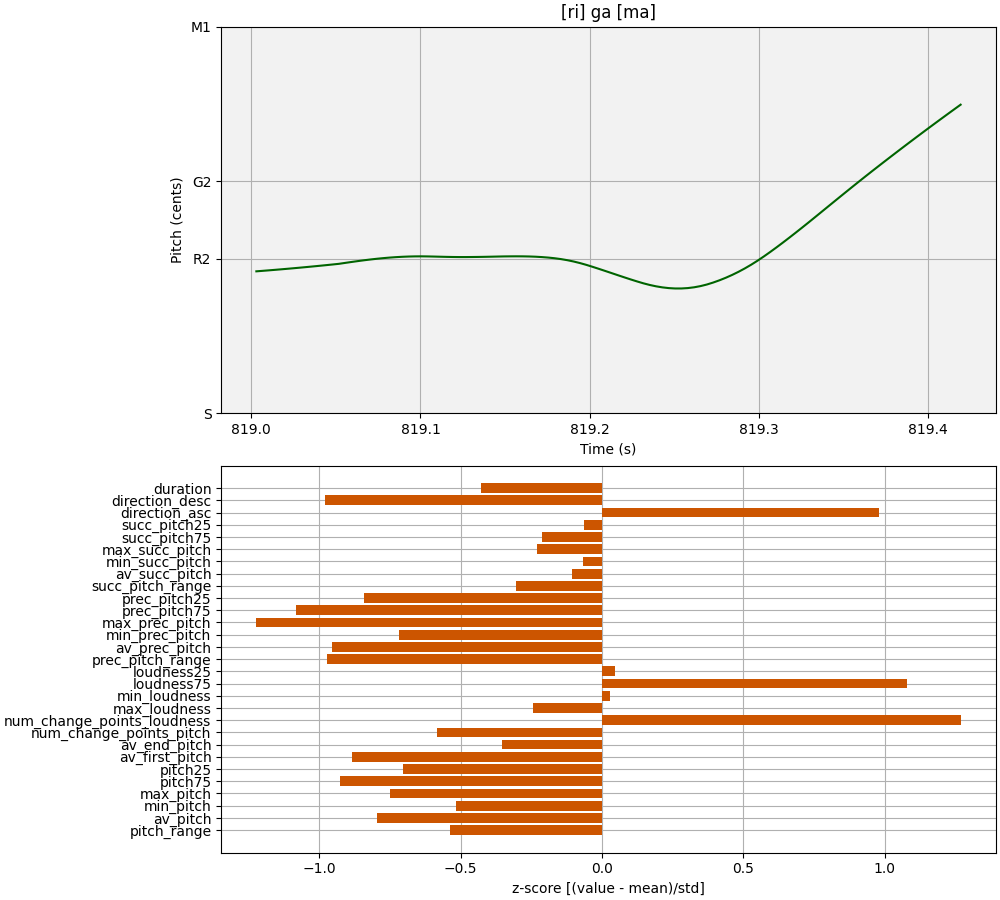 [ri] ga [ma]
M1
G2
R2
S
Pitch (cents)
819.0 819.1 819.2 819.3 819.4
Time (s)
duration
direction_desc
direction_asc
succ_pitch25
succ_pitch75
max_succ_pitch
min_succ_pitch
av_succ_pitch
succ_pitch_range
prec_pitch25
prec_pitch75
max_prec_pitch
min_prec_pitch
av_prec_pitch
prec_pitch_range
loudness25
loudness75
min_loudness
max_loudness
num_change_points_loudness
num_change_points_pitch
av_end_pitch
av_first_pitch
pitch25
pitch75
max_pitch
min_pitch
av_pitch
pitch_range
−1.0 −0.5 0.0 0.5 1.0
z-score [(value - mean)/std]